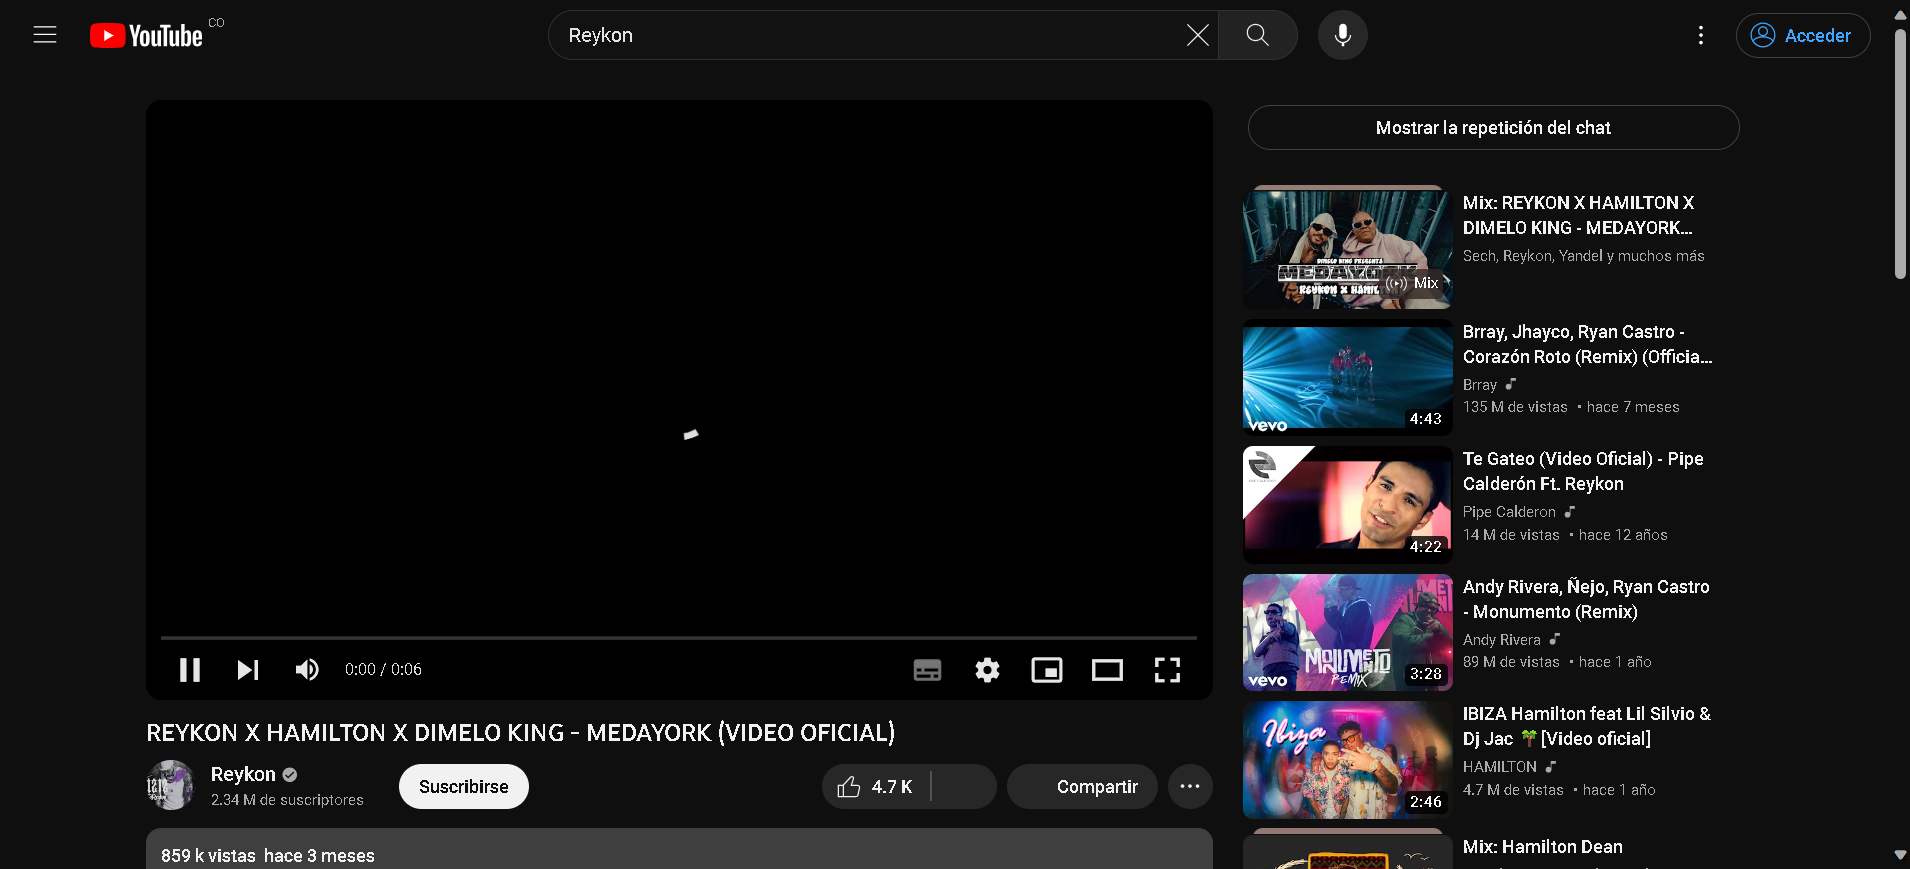 YouTube CO
Reykon
Acceder
Mostrar la repetición del chat
Mix: REYKON X HAMILTON X
DIMELO KING - MEDAYORK...
Sech, Reykon, Yandel y muchos más
DIMELO KING PRESENTA
MEDAYORK
REYKON X HAMIL
Mix
Brray, Jhayco, Ryan Castro -
Corazón Roto (Remix) (Officia...
Brray
135 M de vistas • hace 7 meses
vevo
4:43
Te Gateo (Video Oficial) - Pipe
Calderón Ft. Reykon
Pipe Calderon
14 M de vistas • hace 12 años
4:22
Andy Rivera, Ñejo, Ryan Castro
- Monumento (Remix)
Andy Rivera
89 M de vistas • hace 1 año
MONUMENTO
REMIX
vevo
3:28
IBIZA Hamilton feat Lil Silvio &
Dj Jac 🌴[Video oficial]
HAMILTON
4.7 M de vistas • hace 1 año
Ibiza
2:46
Mix: Hamilton Dean
0:00 / 0:06
REYKON X HAMILTON X DIMELO KING - MEDAYORK (VIDEO OFICIAL)
Reykon
2.34 M de suscriptores
Suscribirse
4.7 K
Compartir
859 k vistas hace 3 meses